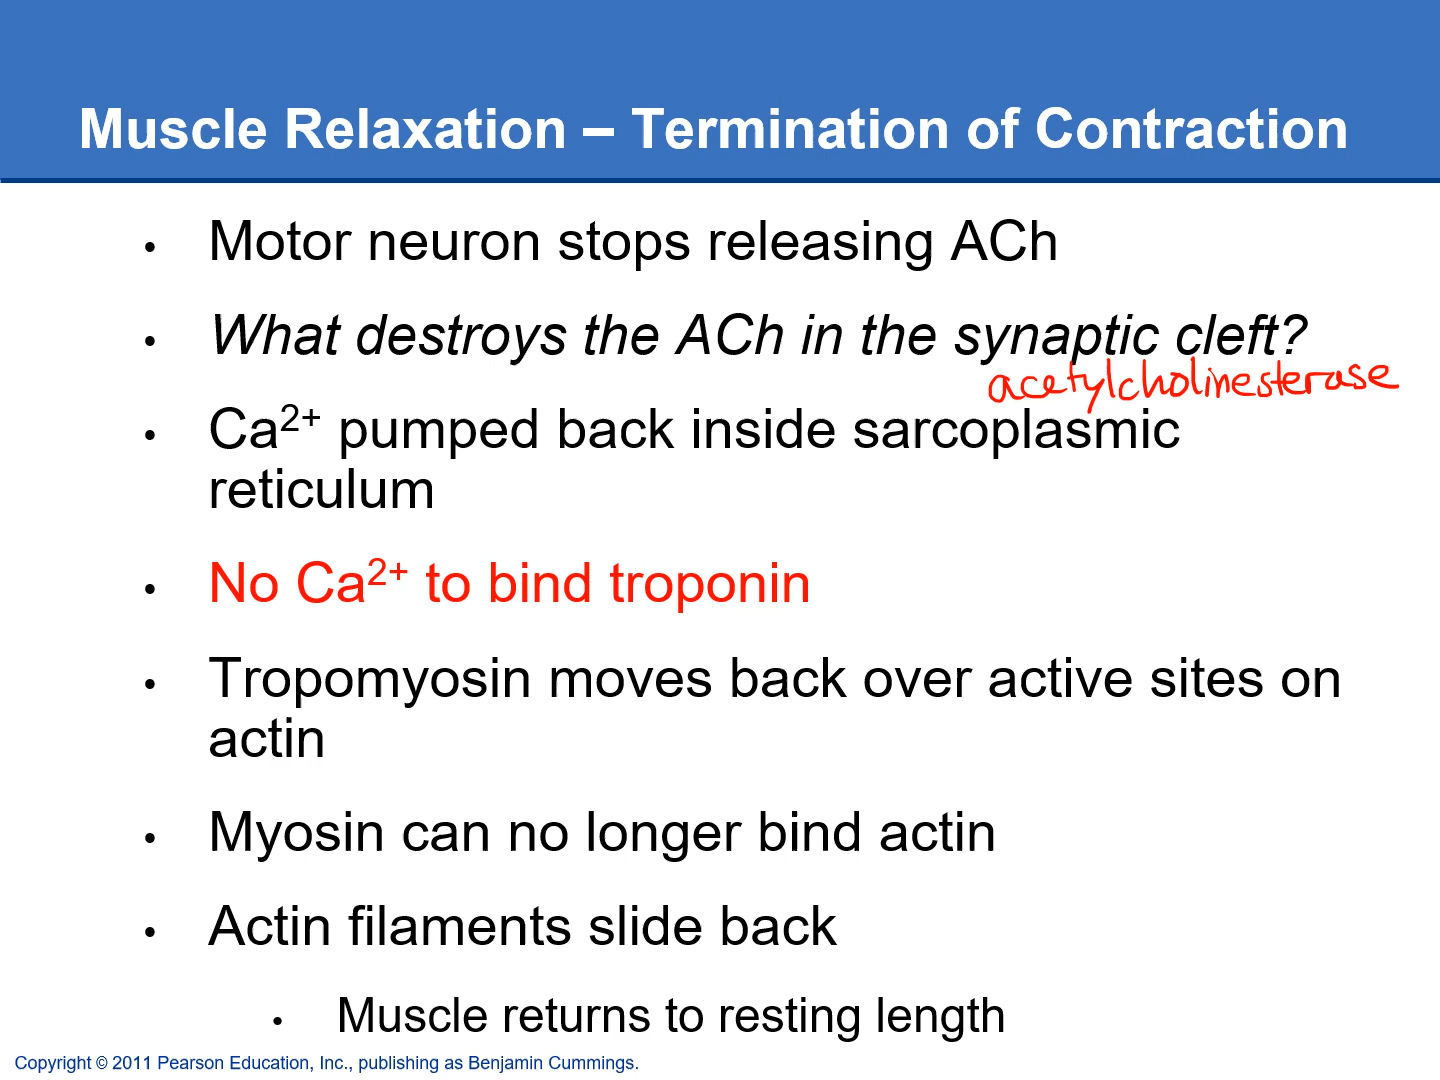 Muscle Relaxation – Termination of Contraction
• Motor neuron stops releasing ACh
• What destroys the ACh in the synaptic cleft?
acetylcholinesterase
• Ca2+ pumped back inside sarcoplasmic
reticulum
• No Ca2+ to bind troponin
• Tropomyosin moves back over active sites on
actin
• Myosin can no longer bind actin
• Actin filaments slide back
• Muscle returns to resting length
Copyright © 2011 Pearson Education, Inc., publishing as Benjamin Cummings.